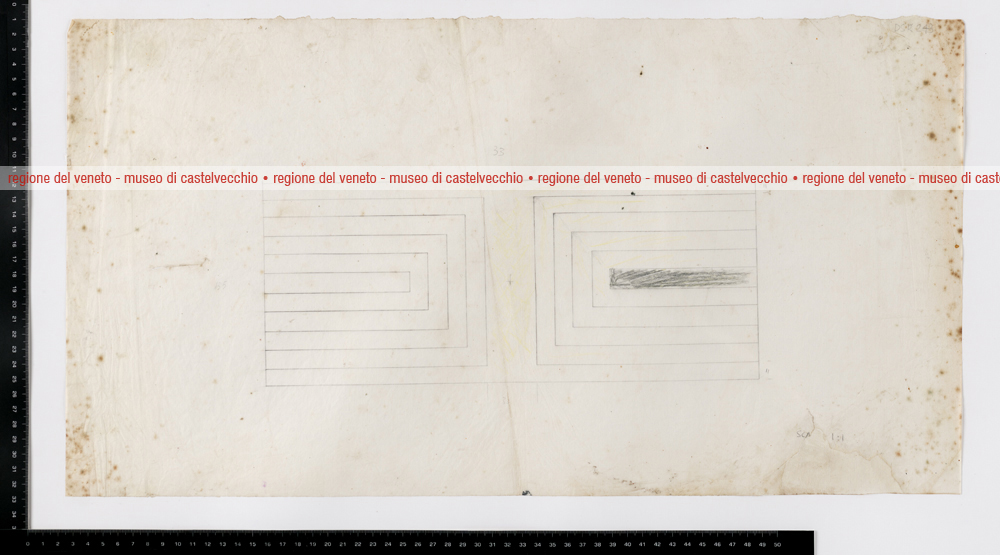 33
regione del veneto - museo di castelvecchio • regione del veneto - museo di castelvecchio • regione del veneto - museo di castelvecchio • regione del veneto - museo di caste
SCA 1:1
0 1 2 3 4 5 6 7 8 9 10 11 12 13 14 15 16 17 18 19 20 21 22 23 24 25 26 27 28 29 30 31 32 33 34 35 36 37 38 39 40 41 42 43 44 45 46 47 48 49 50